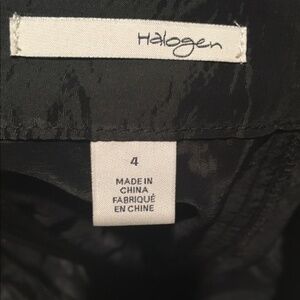 Halogen
4
MADE IN
CHINA
FABRIQUÉ
EN CHINE